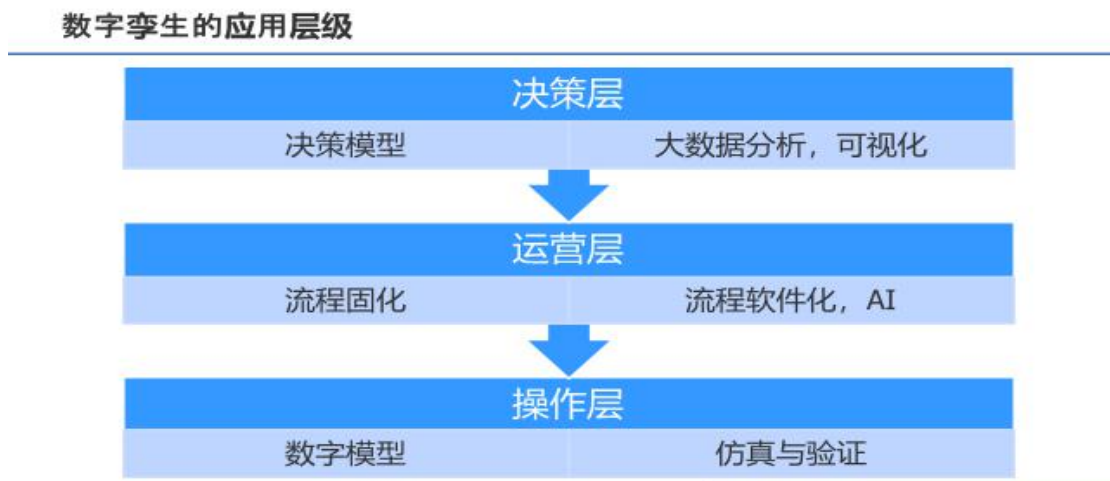 数字孪生的应用层级
决策层
决策模型 大数据分析，可视化
运营层
流程固化 流程软件化，AI
操作层
数字模型 仿真与验证